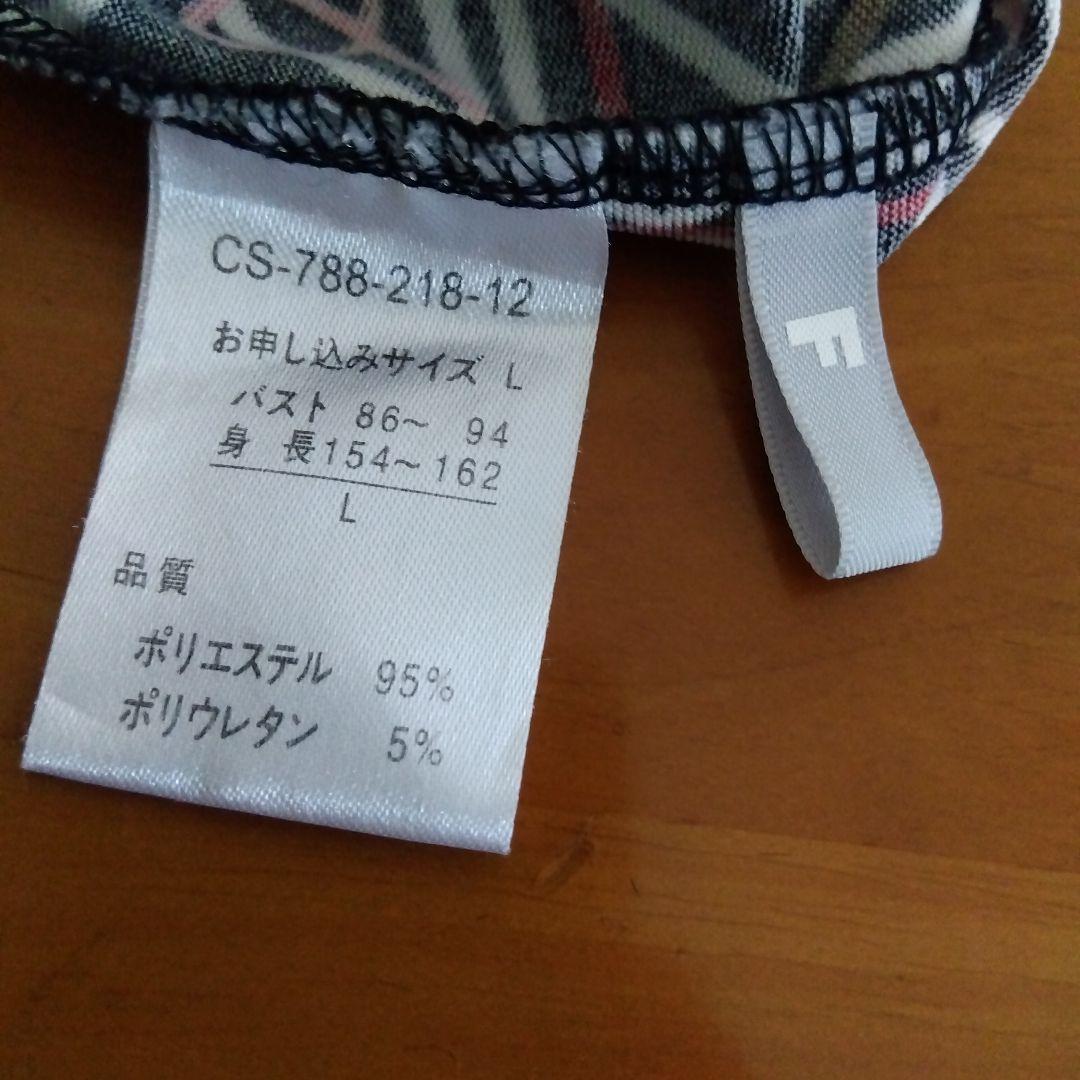 CS-788-218-12
お申し込みサイズ L
バスト 86~ 94
身 長154~162
L
品質
ポリエステル 95%
ポリウレタン 5%
F